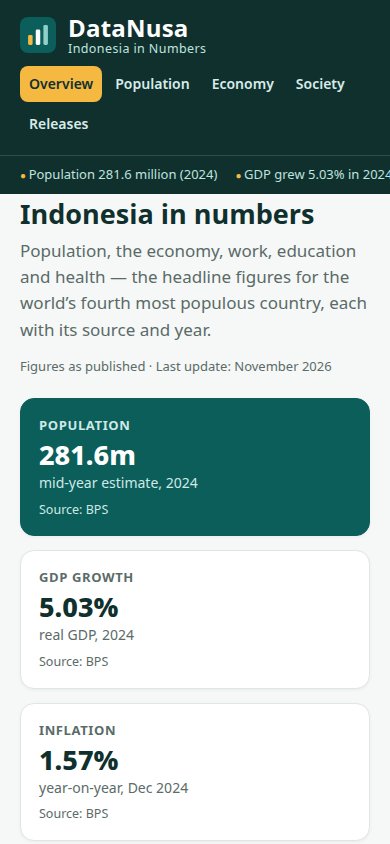 DataNusa
Indonesia in Numbers
Overview Population Economy Society
Releases
• Population 281.6 million (2024) • GDP grew 5.03% in 2024
Indonesia in numbers
Population, the economy, work, education
and health — the headline figures for the
world’s fourth most populous country, each
with its source and year.
Figures as published · Last update: November 2026
POPULATION
281.6m
mid-year estimate, 2024
Source: BPS
GDP GROWTH
5.03%
real GDP, 2024
Source: BPS
INFLATION
1.57%
year-on-year, Dec 2024
Source: BPS